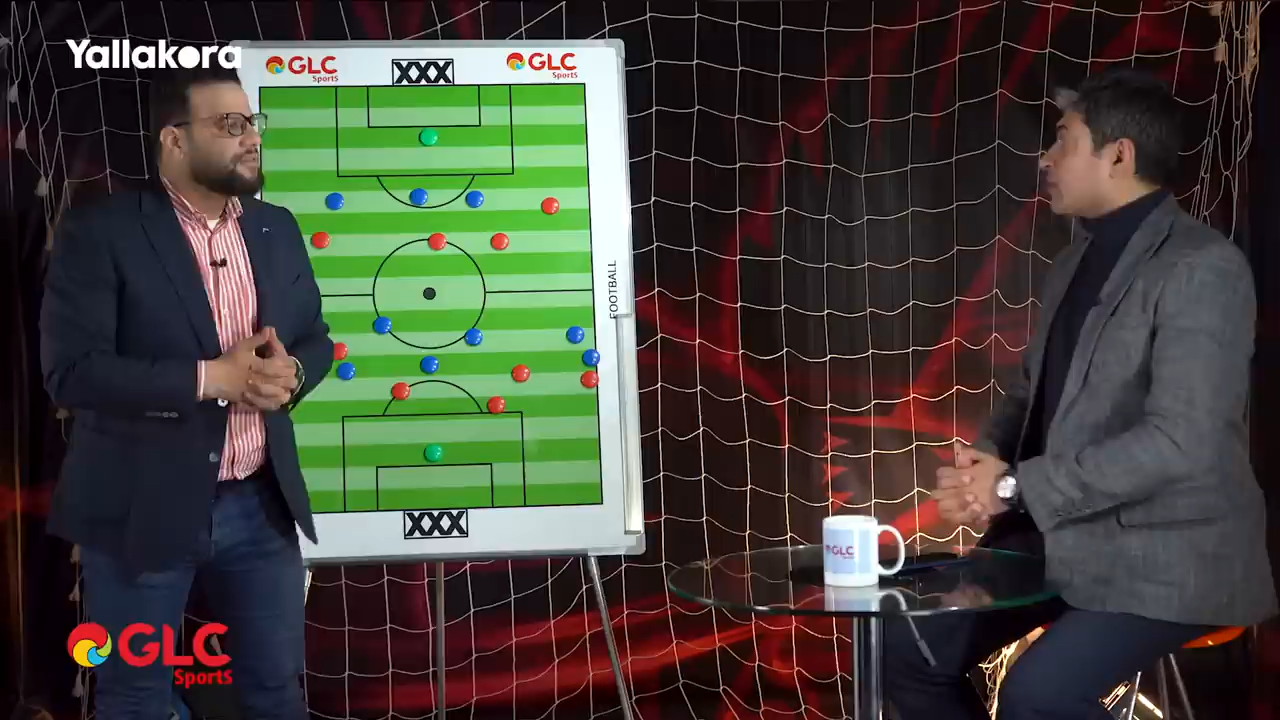 Yallakora
GLC
Sports
XXX
GLC
Sports
FOOTBALL
XXX
GLC
GLC
Sports